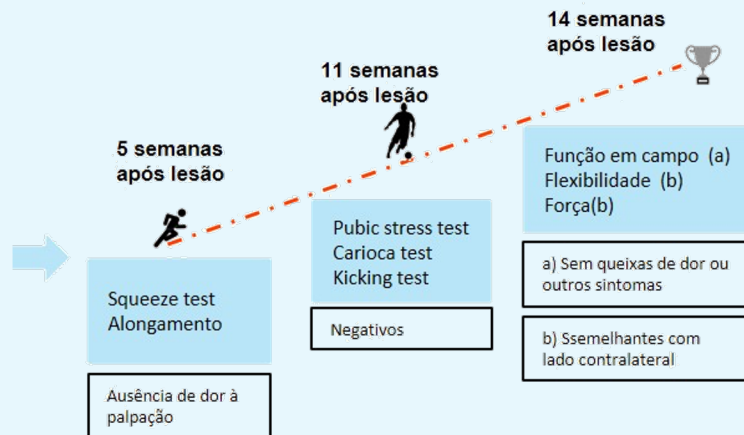 5 semanas
após lesão
Squeeze test
Alongamento
Ausência de dor à
palpação
11 semanas
após lesão
Pubic stress test
Carioca test
Kicking test
Negativos
14 semanas
após lesão
Função em campo (a)
Flexibilidade (b)
Força(b)
a) Sem queixas de dor ou
outros sintomas
b) Ssemelhantes com
lado contralateral